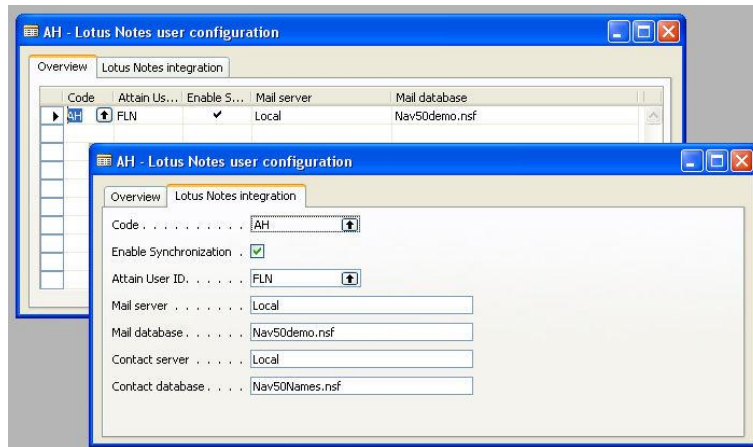 AH - Lotus Notes user configuration
Overview Lotus Notes integration
Code Attain Us... Enable S... Mail server Mail database
AH FLN Local Nav50demo.nsf
AH - Lotus Notes user configuration
Overview Lotus Notes integration
Code . . . . . . . . . . AH
Enable Synchronization .
Attain User ID. . . . . . FLN
Mail server . . . . . . . Local
Mail database . . . . . . Nav50demo.nsf
Contact server . . . . . Local
Contact database . . . . Nav50Names.nsf